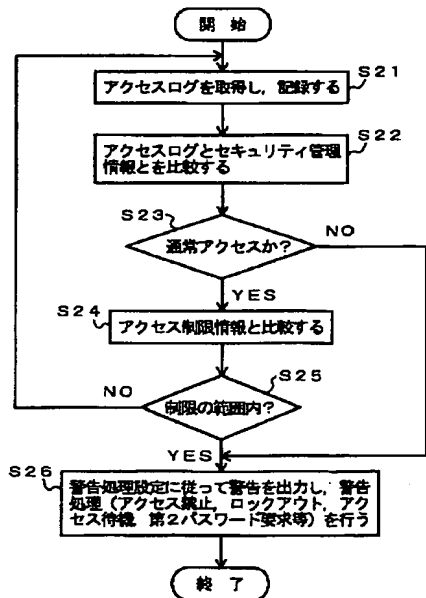 開始
S21
アクセスログを取得し，記録する
S22
アクセスログとセキュリティ管理
情報とを比較する
S23
通常アクセスか？
NO
YES
S24
アクセス制限情報と比較する
S25
制限の範囲内？
NO
YES
S26
警告処理設定に従って警告を出力し，警告
処理（アクセス禁止，ロックアウト，アク
セス待機，第2パスワード要求等）を行う
終了